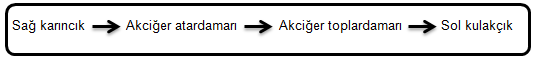 Sağ karıncık → Akciğer atardamarı → Akciğer toplardamarı → Sol kulakçık